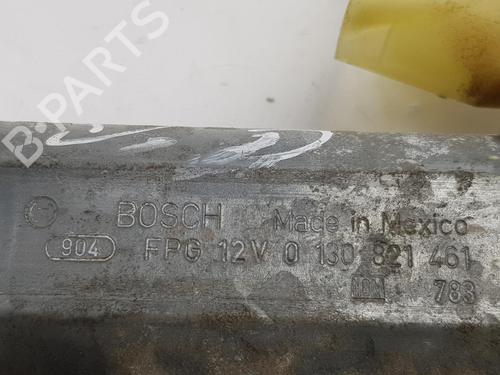 B-PARTS
BOSCH Made in Mexico
904 FPG 12V 0 130 821 461
783